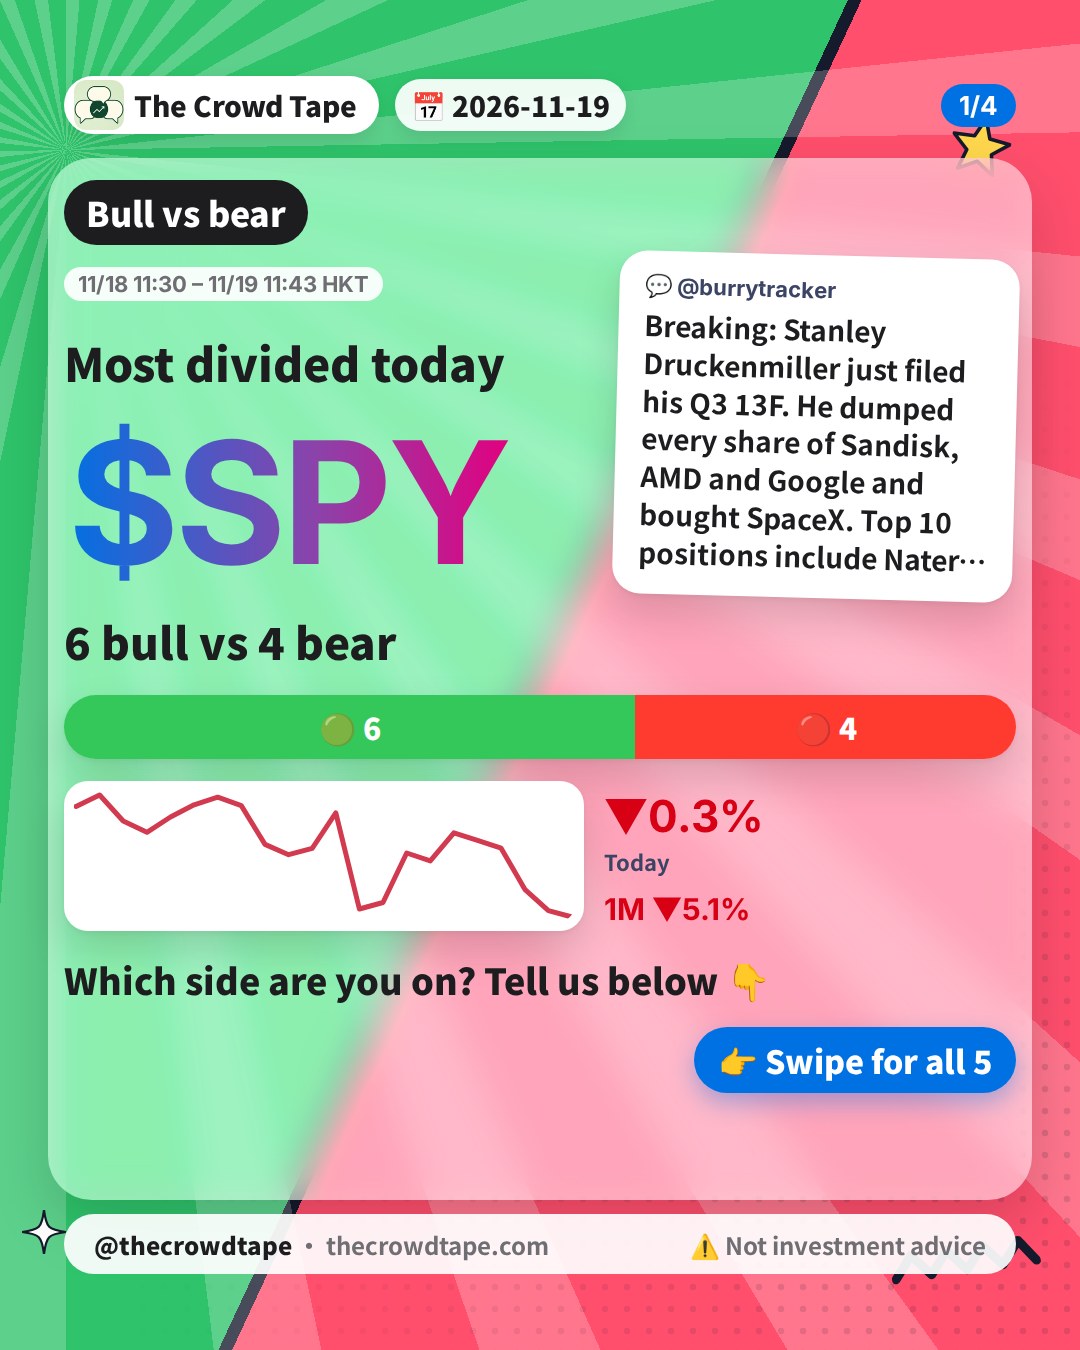 The Crowd Tape
📅 2026-11-19
1/4
Bull vs bear
11/18 11:30 – 11/19 11:43 HKT
Most divided today
$SPY
6 bull vs 4 bear
💬 @burrytracker
Breaking: Stanley
Druckenmiller just filed
his Q3 13F. He dumped
every share of Sandisk,
AMD and Google and
bought SpaceX. Top 10
positions include Nater…
🟢 6
🔴 4
▼0.3%
Today
1M ▼5.1%
Which side are you on? Tell us below 👇
👉 Swipe for all 5
@thecrowdtape • thecrowdtape.com
⚠️ Not investment advice